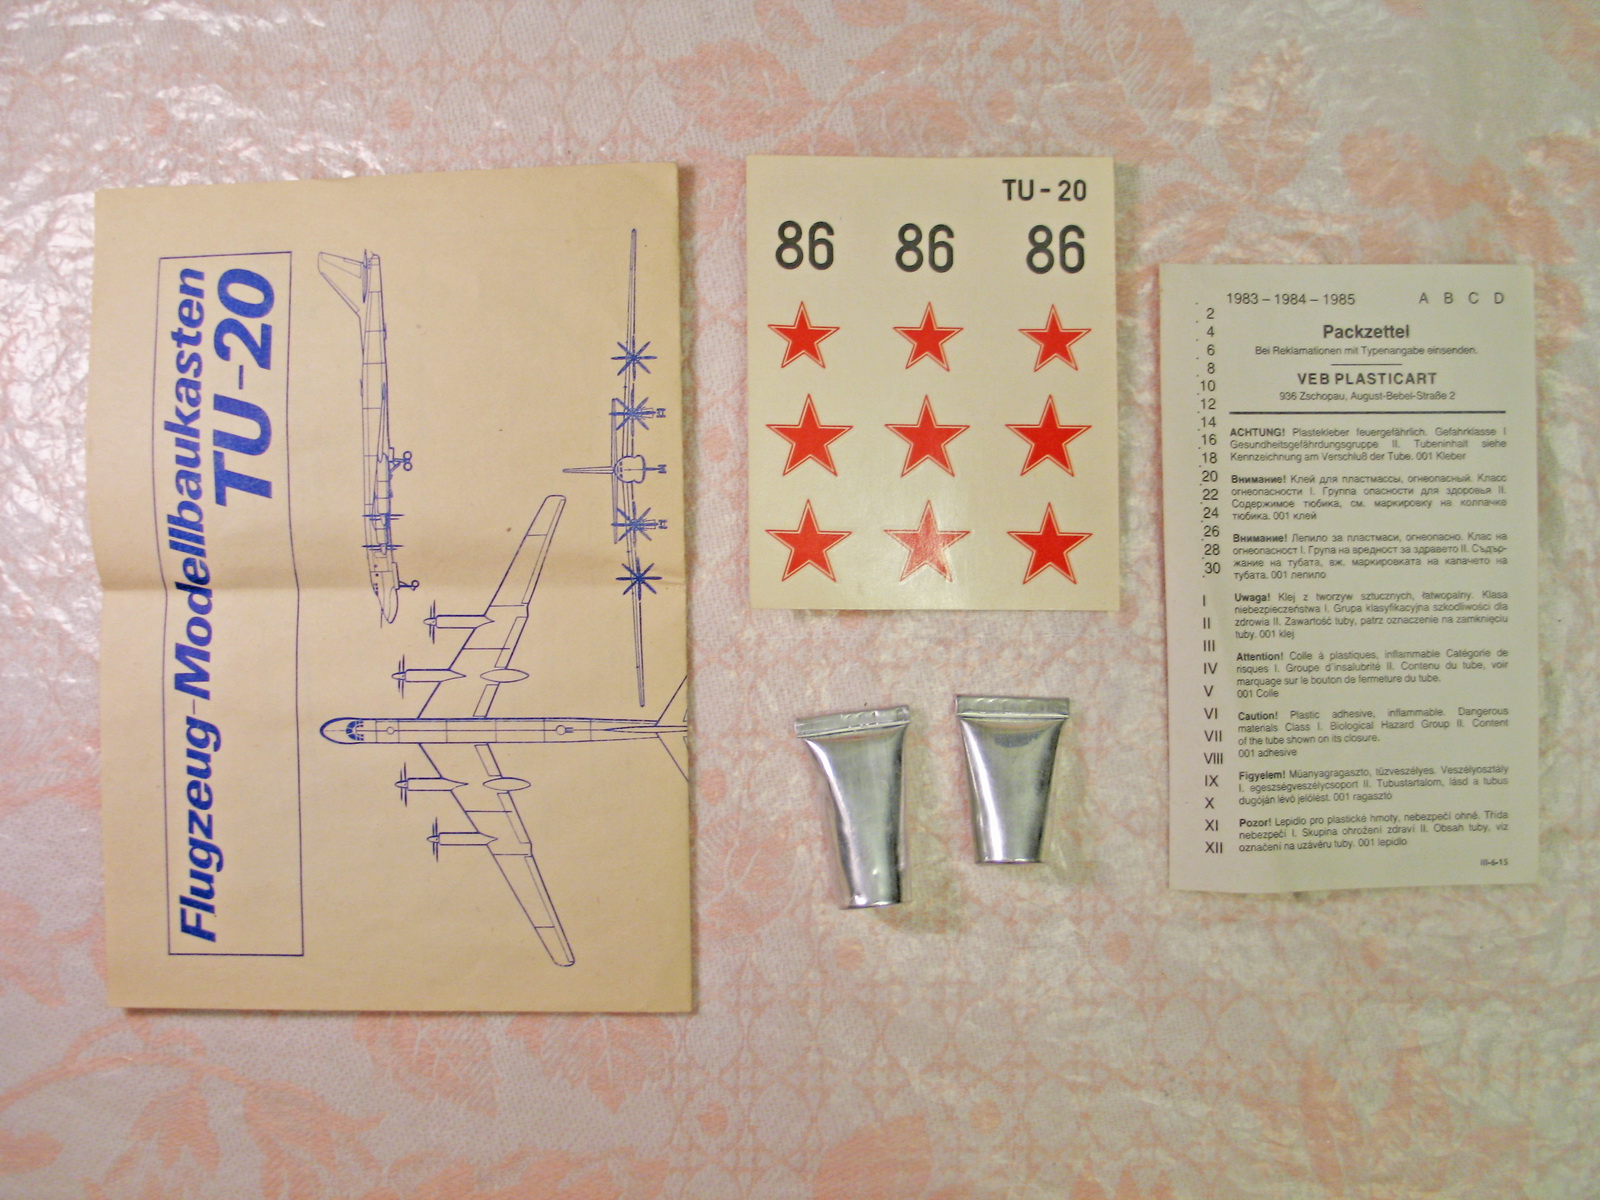 Flugzeug-Modellbaukasten
TU-20
TU-20
86 86 86
1983 – 1984 – 1985 A B C D
Packzettel
Bei Reklamationen mit Typenangabe einsenden.
VEB PLASTICART
936 Zschopau, August-Bebel-Straße 2
ACHTUNG! Plastekleber feuergefährlich. Gefahrklasse I
Gesundheitsgefährdungsgruppe II. Tubeninhalt siehe
Kennzeichnung am Verschluß der Tube. 001 Kleber
Внимание! Клей для пластмассы, огнеопасный. Класс
огнеопасности I. Группа опасности для здоровья II.
Содержимое тюбика, см. маркировку на колпачке
тюбика. 001 клей
Внимание! Лепило за пластмаси, огнеопасно. Клас на
огнеопасност I. Група на вредност за здравето II. Съдър-
жание на тубата, вж. маркировката на капачето на
тубата. 001 лепило
Uwaga! Klej z tworzyw sztucznych, łatwopalny. Klasa
niebezpieczeństwa I. Grupa klasyfikacyjna szkodliwości dla
zdrowia II. Zawartość tuby, patrz oznaczenie na zamknięciu
tuby. 001 klej
Attention! Colle à plastiques, inflammable Catégorie de
risques I. Groupe d'insalubrité II. Contenu du tube, voir
marquage sur le bouton de fermeture du tube.
001 Colle
Caution! Plastic adhesive, inflammable. Dangerous
materials Class I. Biological Hazard Group II. Content
of the tube shown on its closure.
001 adhesive
Figyelem! Műanyagragaszto, tűzveszélyes. Veszélyosztály
I. egeszségveszélycsoport II. Tubustartalom, lásd a tubus
dugóján lévő jelölést. 001 ragasztó
Pozor! Lepidlo pro plastické hmoty, nebezpečí ohně. Třída
nebezpečí I. Skupina ohrožení zdraví II. Obsah tuby, viz
označení na uzávěru tuby. 001 lepidlo
III-6-15
2
4
6
8
10
12
14
16
18
20
22
24
26
28
30
I
II
III
IV
V
VI
VII
VIII
IX
X
XI
XII